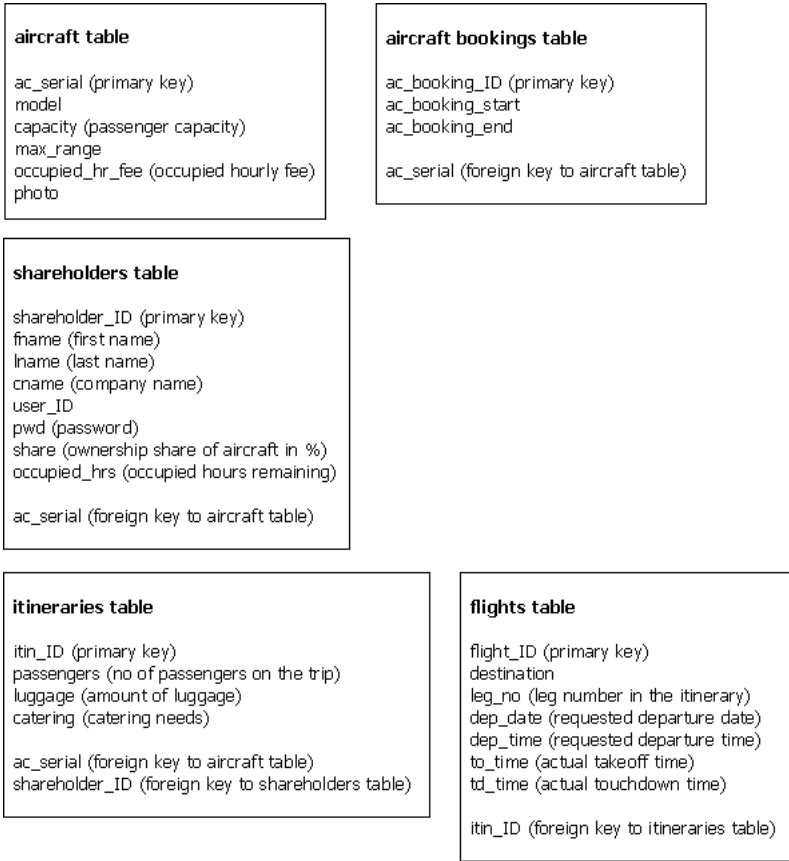 aircraft table
ac_serial (primary key)
model
capacity (passenger capacity)
max_range
occupied_hr_fee (occupied hourly fee)
photo
aircraft bookings table
ac_booking_ID (primary key)
ac_booking_start
ac_booking_end
ac_serial (foreign key to aircraft table)
shareholders table
shareholder_ID (primary key)
fname (first name)
lname (last name)
cname (company name)
user_ID
pwd (password)
share (ownership share of aircraft in %)
occupied_hrs (occupied hours remaining)
ac_serial (foreign key to aircraft table)
itineraries table
itin_ID (primary key)
passengers (no of passengers on the trip)
luggage (amount of luggage)
catering (catering needs)
ac_serial (foreign key to aircraft table)
shareholder_ID (foreign key to shareholders table)
flights table
flight_ID (primary key)
destination
leg_no (leg number in the itinerary)
dep_date (requested departure date)
dep_time (requested departure time)
to_time (actual takeoff time)
td_time (actual touchdown time)
itin_ID (foreign key to itineraries table)